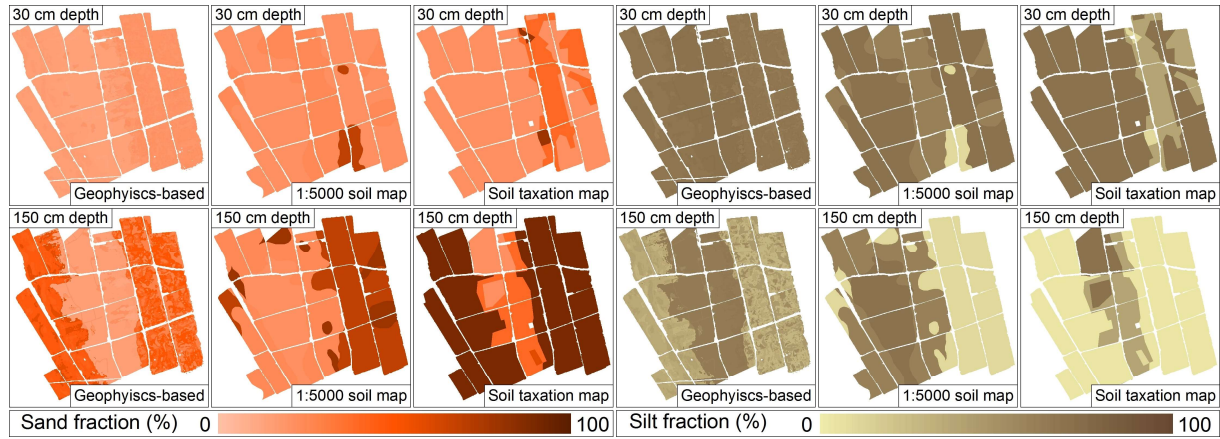 30 cm depth
30 cm depth
30 cm depth
30 cm depth
30 cm depth
30 cm depth
Geophyiscs-based
1:5000 soil map
Soil taxation map
Geophyiscs-based
1:5000 soil map
Soil taxation map
150 cm depth
150 cm depth
150 cm depth
150 cm depth
150 cm depth
150 cm depth
Geophyiscs-based
1:5000 soil map
Soil taxation map
Geophyiscs-based
1:5000 soil map
Soil taxation map
Sand fraction (%) 0 100
Silt fraction (%) 0 100